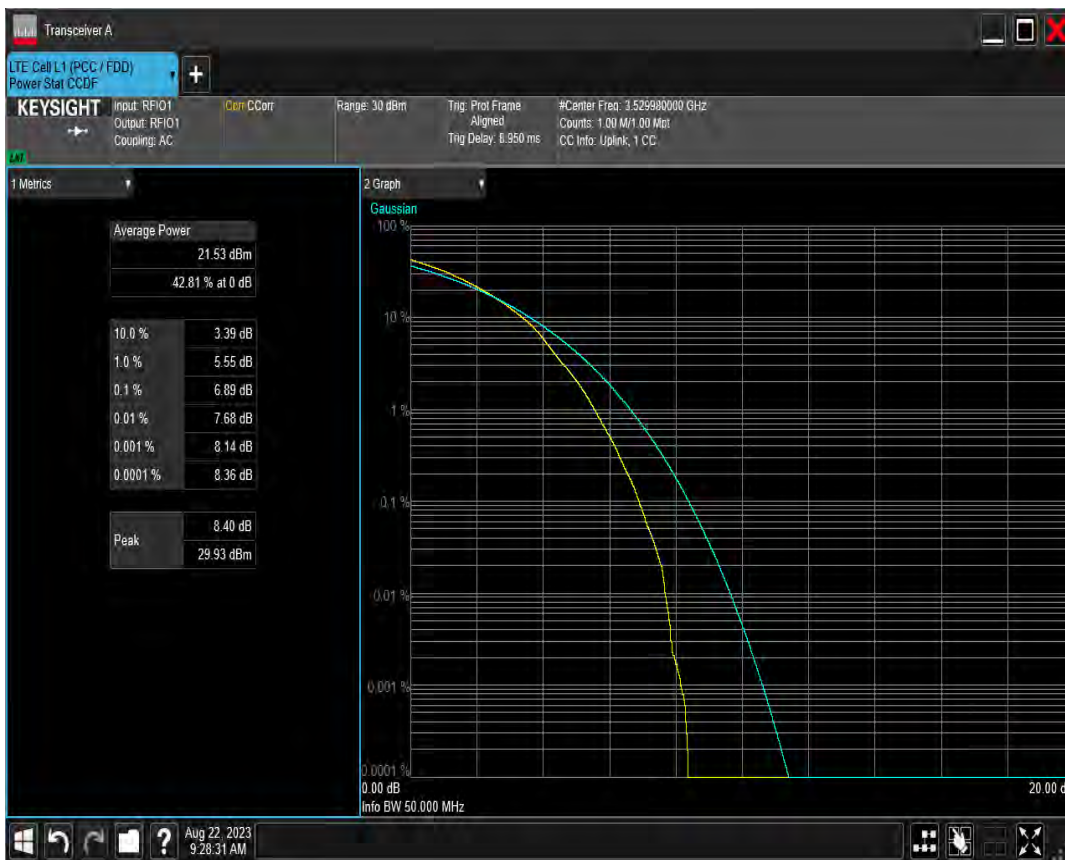 Transceiver A
LTE Cell L1 (PCC / FDD)
Power Stat CCDF
+
KEYSIGHT
LXI
Input: RFIO1
Output: RFIO1
Coupling: AC
Corr CCorr
Range: 30 dBm
Trig: Prot Frame
Aligned
Trig Delay: 8.950 ms
#Center Freq: 3.529980000 GHz
Counts: 1.00 M/1.00 Mpt
CC Info: Uplink, 1 CC
1 Metrics
Average Power
21.53 dBm
42.81 % at 0 dB
10.0 % 3.39 dB
1.0 % 5.55 dB
0.1 % 6.89 dB
0.01 % 7.68 dB
0.001 % 8.14 dB
0.0001 % 8.36 dB
Peak
8.40 dB
29.93 dBm
2 Graph
Gaussian
100 %
10 %
1 %
0.1 %
0.01 %
0.001 %
0.0001 %
0.00 dB
20.00 d
Info BW 50.000 MHz
?
Aug 22, 2023
9:28:31 AM